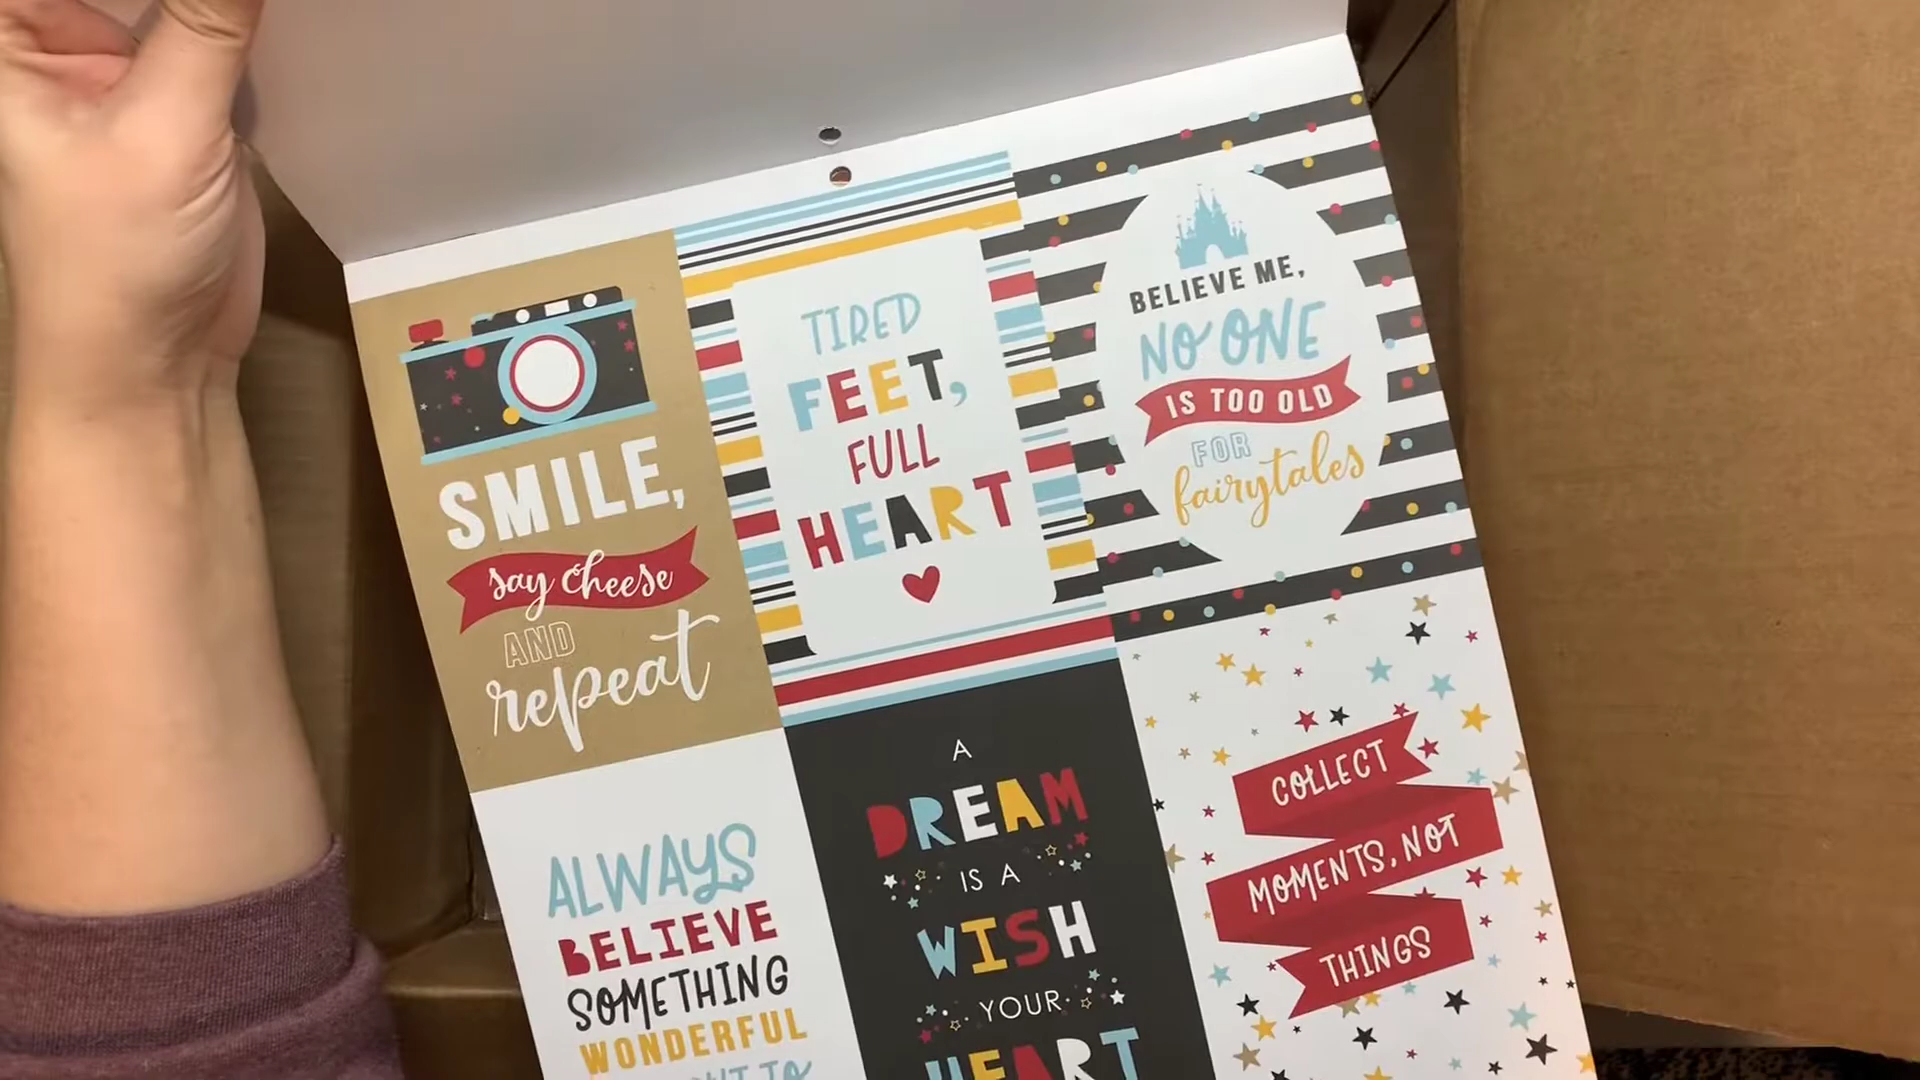 SMILE,
say cheese
AND
repeat
TIRED
FEET,
FULL
HEART
BELIEVE ME,
NO ONE
IS TOO OLD
FOR
fairytales
ALWAYS
BELIEVE
SOMETHING
WONDERFUL
A
DREAM
IS A
WISH
YOUR
HEART
COLLECT
MOMENTS, NOT
THINGS